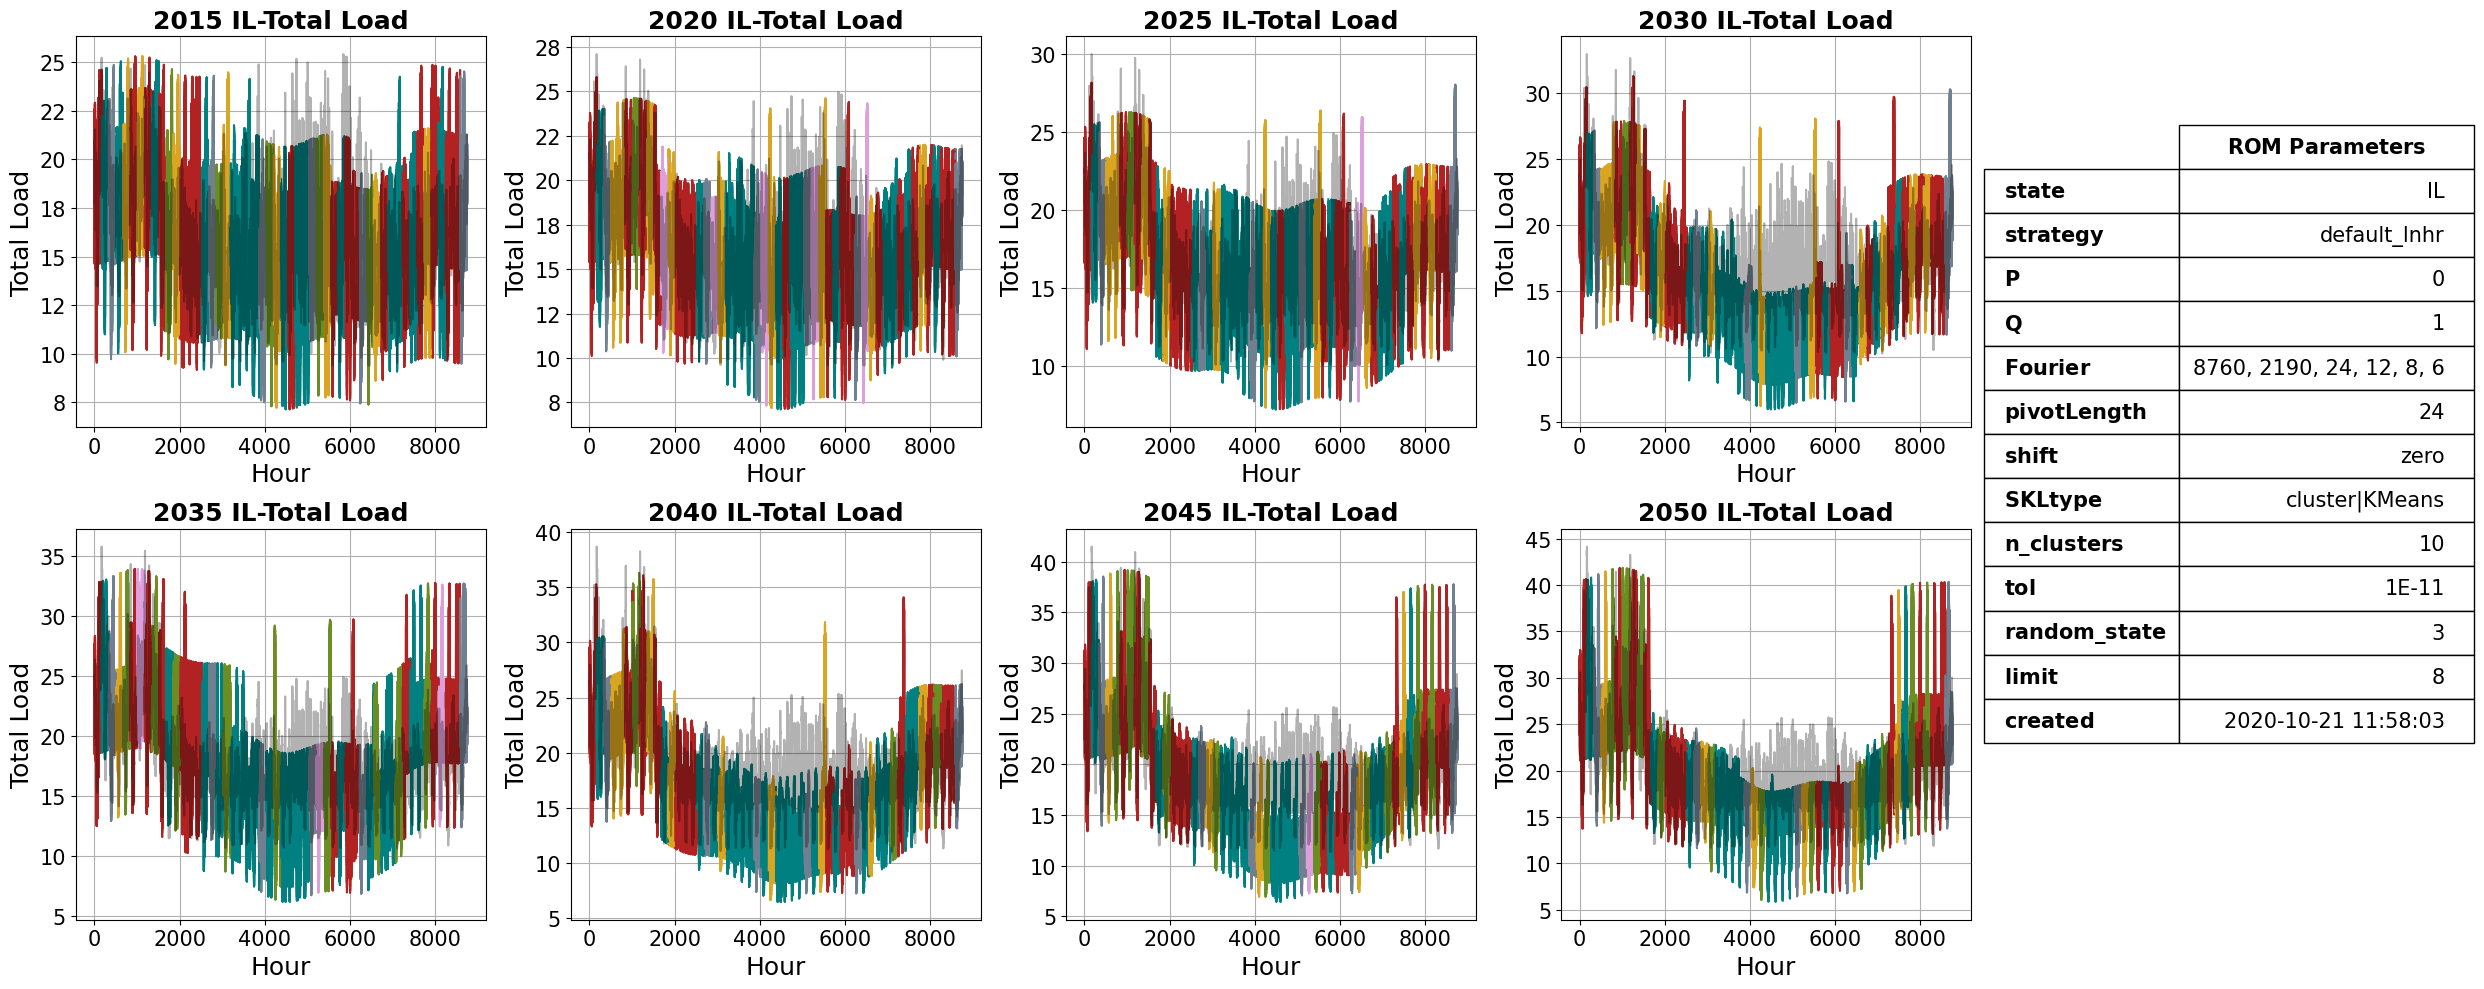 2015 IL-Total Load
25
22
20
18
15
12
10
8
0 2000 4000 6000 8000
Hour
Total Load
2020 IL-Total Load
28
25
22
20
18
15
12
10
8
0 2000 4000 6000 8000
Hour
Total Load
2025 IL-Total Load
30
25
20
15
10
0 2000 4000 6000 8000
Hour
Total Load
2030 IL-Total Load
30
25
20
15
10
5
0 2000 4000 6000 8000
Hour
Total Load
2035 IL-Total Load
35
30
25
20
15
10
5
0 2000 4000 6000 8000
Hour
Total Load
2040 IL-Total Load
40
35
30
25
20
15
10
5
0 2000 4000 6000 8000
Hour
Total Load
2045 IL-Total Load
40
35
30
25
20
15
10
5
0 2000 4000 6000 8000
Hour
Total Load
2050 IL-Total Load
45
40
35
30
25
20
15
10
5
0 2000 4000 6000 8000
Hour
Total Load
ROM Parameters
state IL
strategy default_lnhr
P 0
Q 1
Fourier 8760, 2190, 24, 12, 8, 6
pivotLength 24
shift zero
SKLtype cluster|KMeans
n_clusters 10
tol 1E-11
random_state 3
limit 8
created 2020-10-21 11:58:03